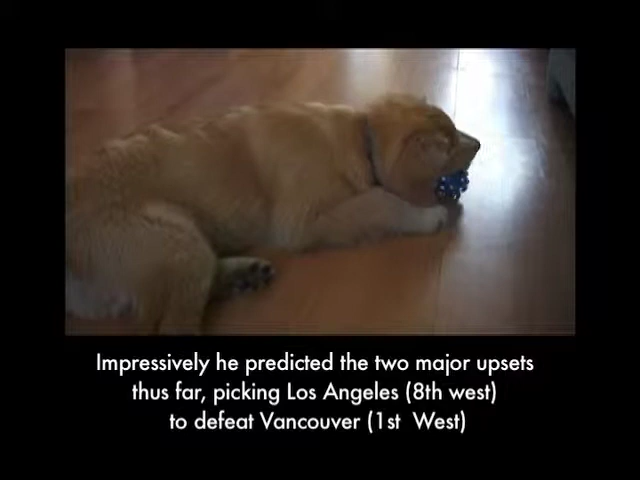 Impressively he predicted the two major upsets
thus far, picking Los Angeles (8th west)
to defeat Vancouver (1st  West)